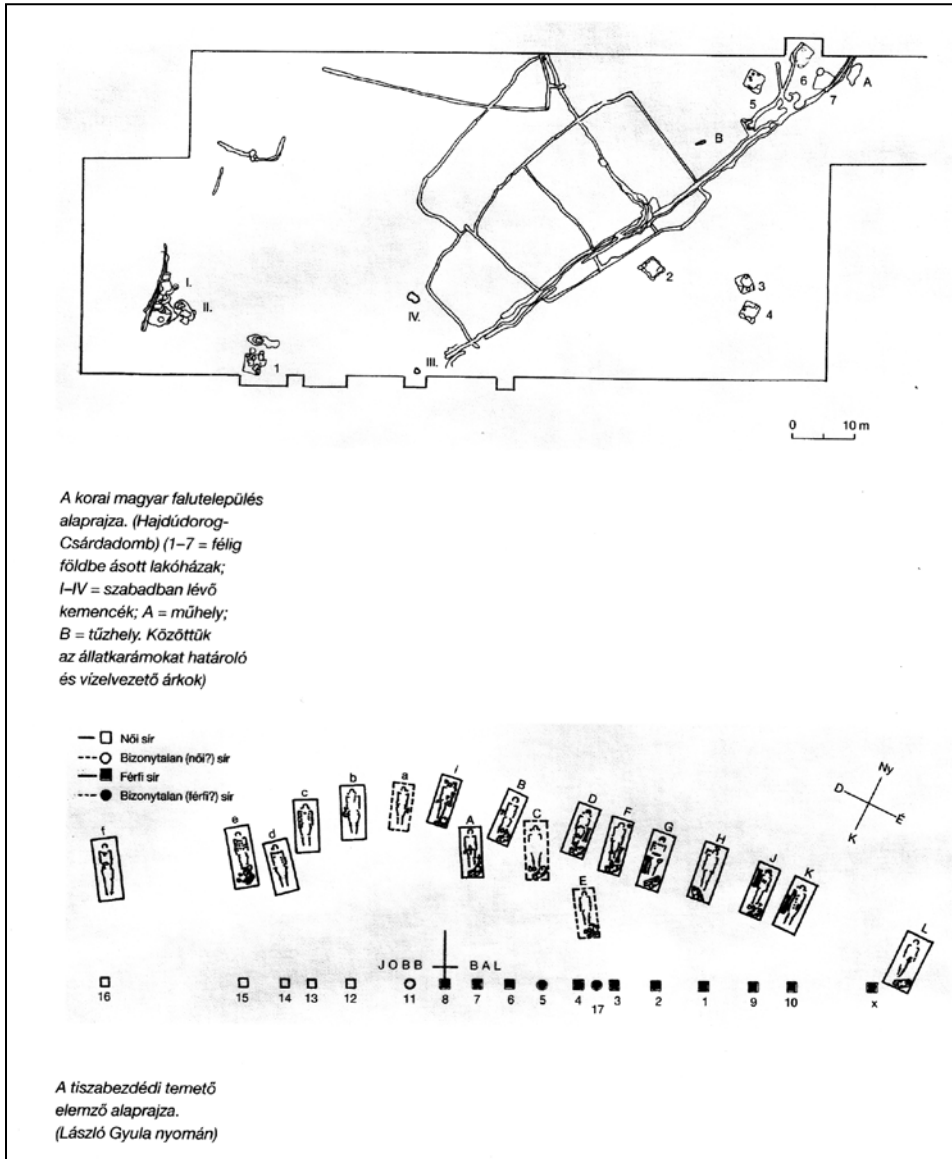 6
5
7
A
B
I.
II.
2
3
4
IV.
III.
1
0 10 m
A korai magyar falutelepülés
alaprajza. (Hajdúdorog-
Csárdadomb) (1–7 = félig
földbe ásott lakóházak;
I–IV = szabadban lévő
kemencék; A = műhely;
B = tűzhely. Közöttük
az állatkarámokat határoló
és vízelvezető árkok)
Női sír
Bizonytalan (női?) sír
Férfi sír
Bizonytalan (férfi?) sír
Ny
D
É
K
f e d c b a i A B C D E F G H J K L
JOBB BAL
16 15 14 13 12 11 8 7 6 5 4 17 3 2 1 9 10 x
A tiszabezdédi temető
elemző alaprajza.
(László Gyula nyomán)